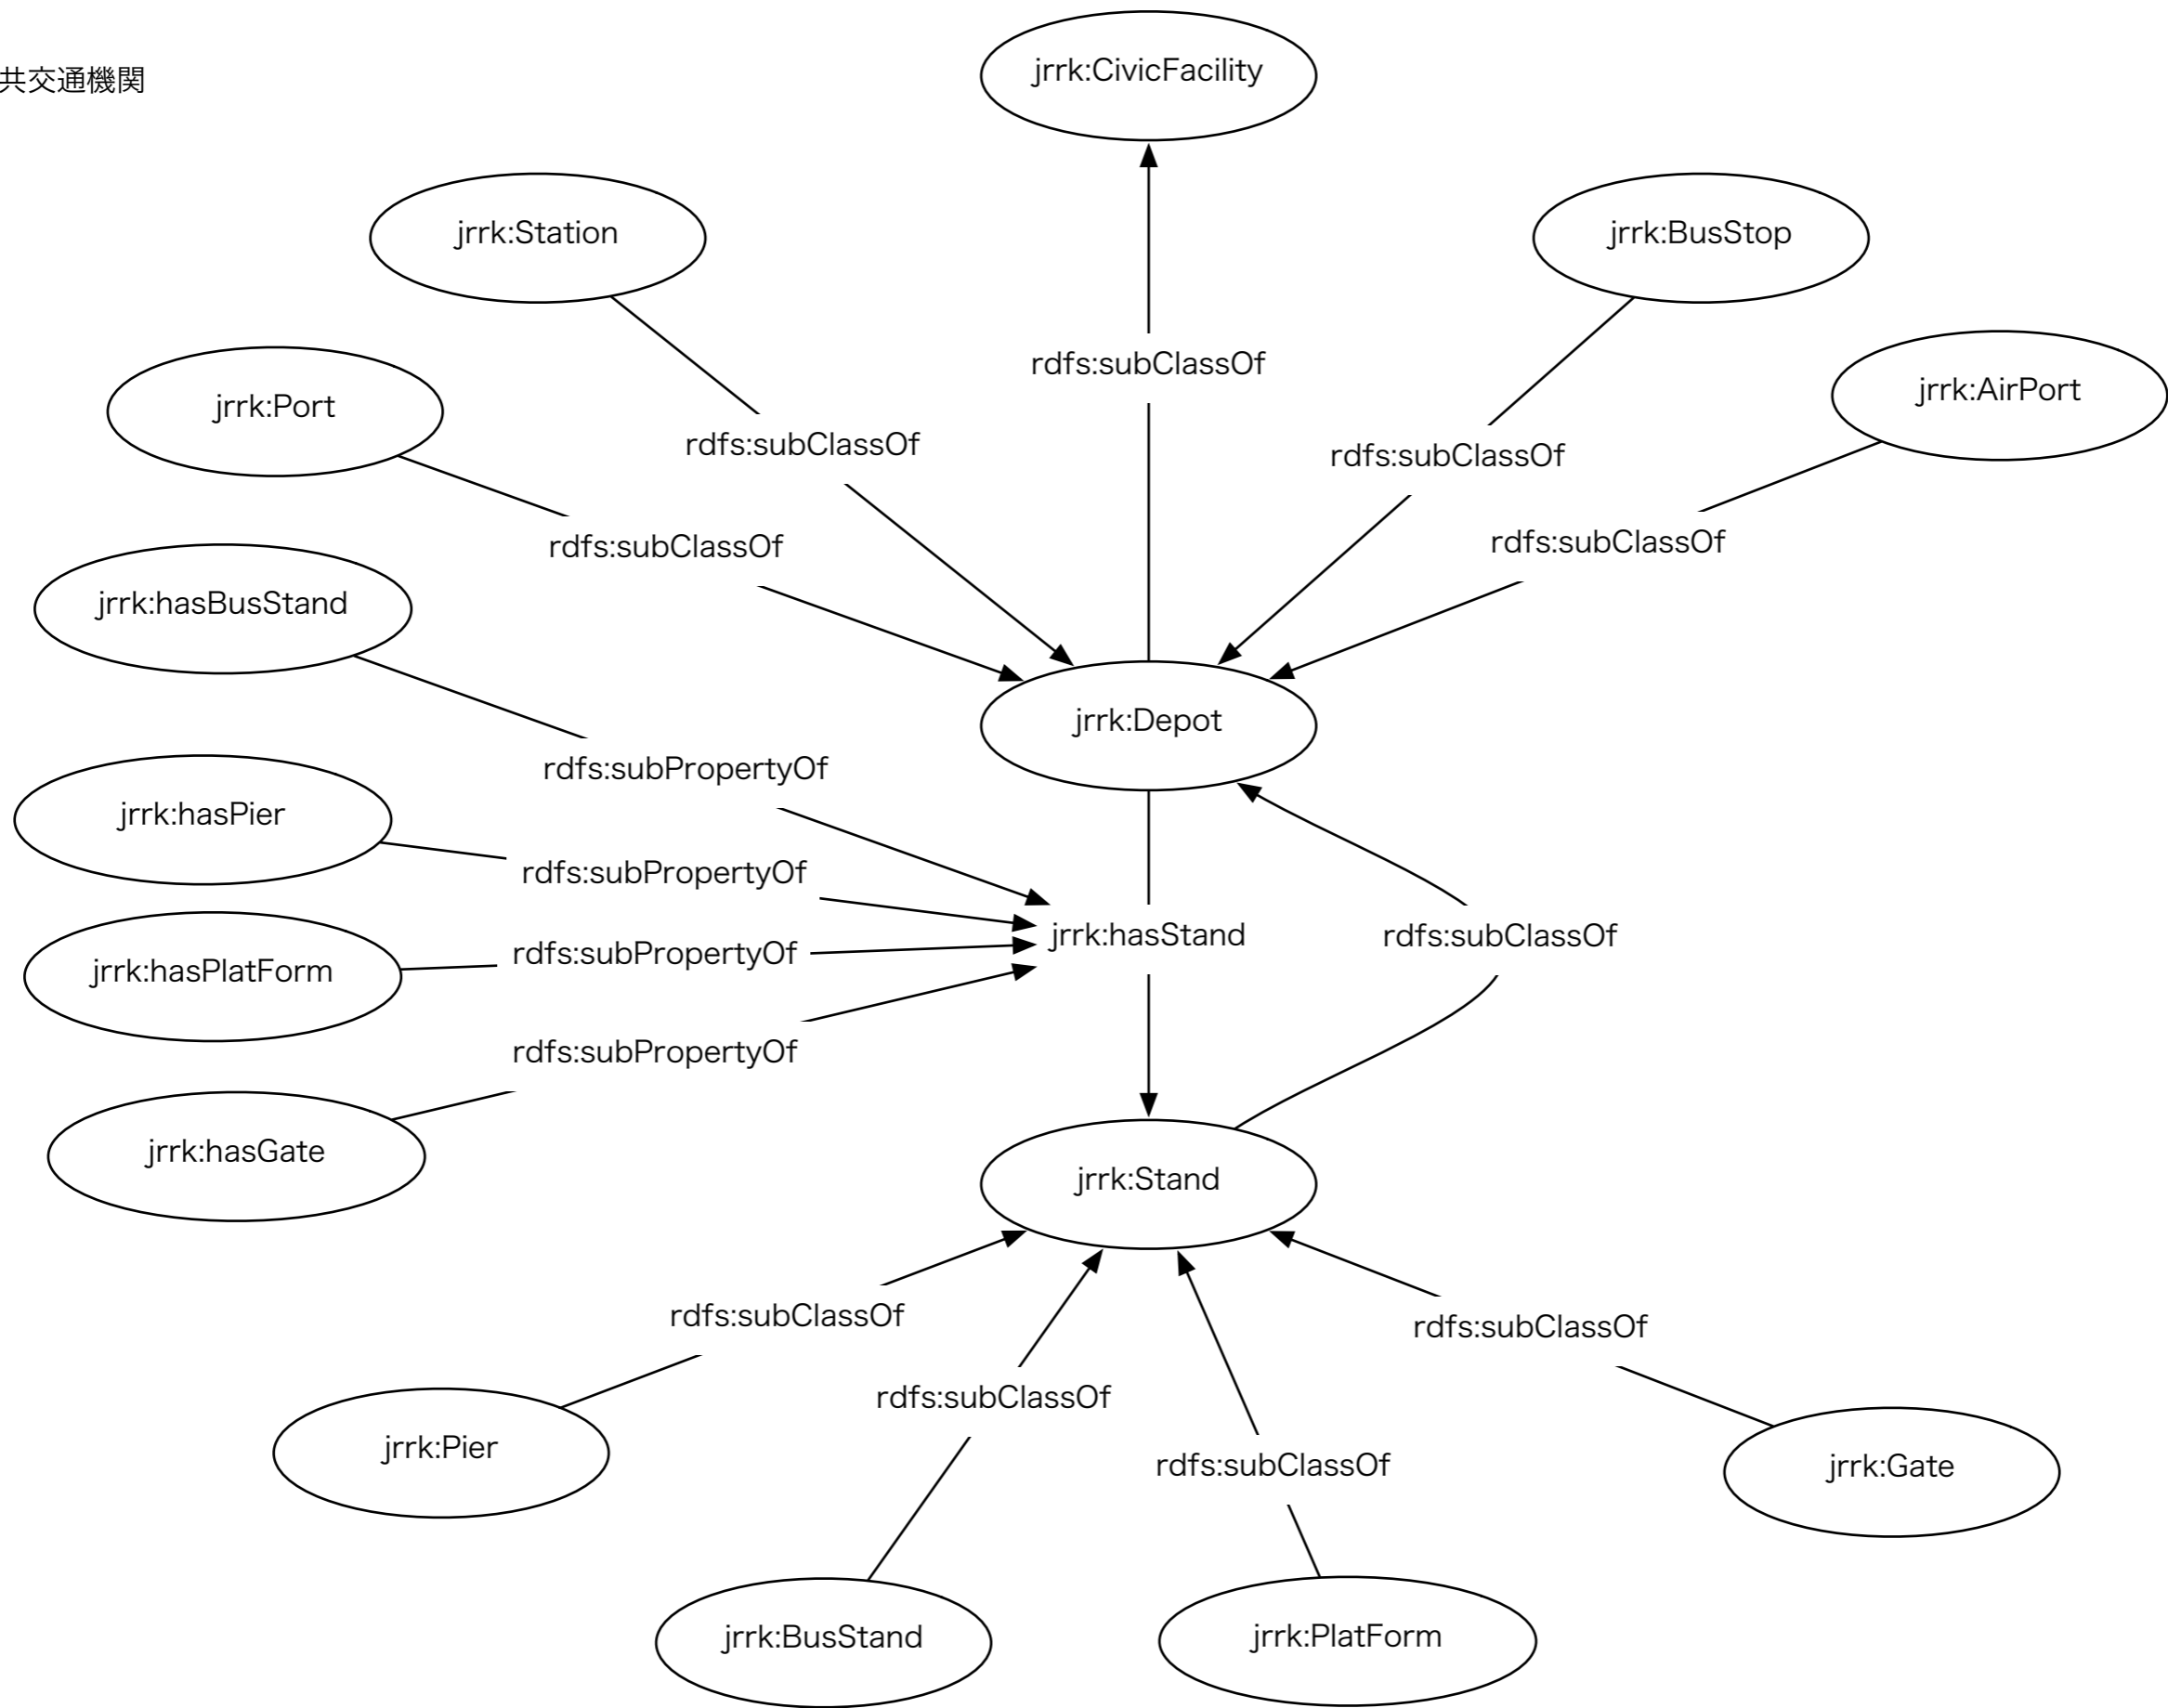 jrrk:CivicFacility
共交通機関
jrrk:Station
jrrk:BusStop
rdfs:subClassOf
jrrk:AirPort
jrrk:Port
rdfs:subClassOf
rdfs:subClassOf
rdfs:subClassOf
rdfs:subClassOf
jrrk:hasBusStand
jrrk:Depot
rdfs:subPropertyOf
jrrk:hasPier
rdfs:subPropertyOf
jrrk:hasStand
rdfs:subClassOf
rdfs:subPropertyOf
jrrk:hasPlatForm
rdfs:subPropertyOf
jrrk:hasGate
jrrk:Stand
rdfs:subClassOf
rdfs:subClassOf
rdfs:subClassOf
jrrk:Pier
rdfs:subClassOf
jrrk:Gate
jrrk:BusStand
jrrk:PlatForm